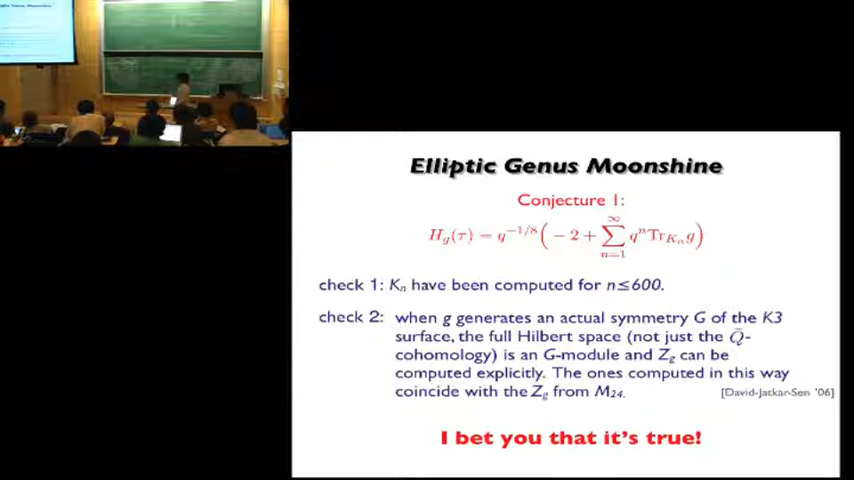 Elliptic Genus Moonshine
Conjecture 1:
H_g(τ) = q^{-1/8}( − 2 + ∑_{n=1}^{∞} q^n Tr_{K_n} g )
check 1: K_n have been computed for n≤600.
check 2: when g generates an actual symmetry G of the K3
surface, the full Hilbert space (not just the Q̄-
cohomology) is an G-module and Z_g can be
computed explicitly. The ones computed in this way
coincide with the Z_g from M_24. [David-Jatkar-Sen '06]
I bet you that it's true!